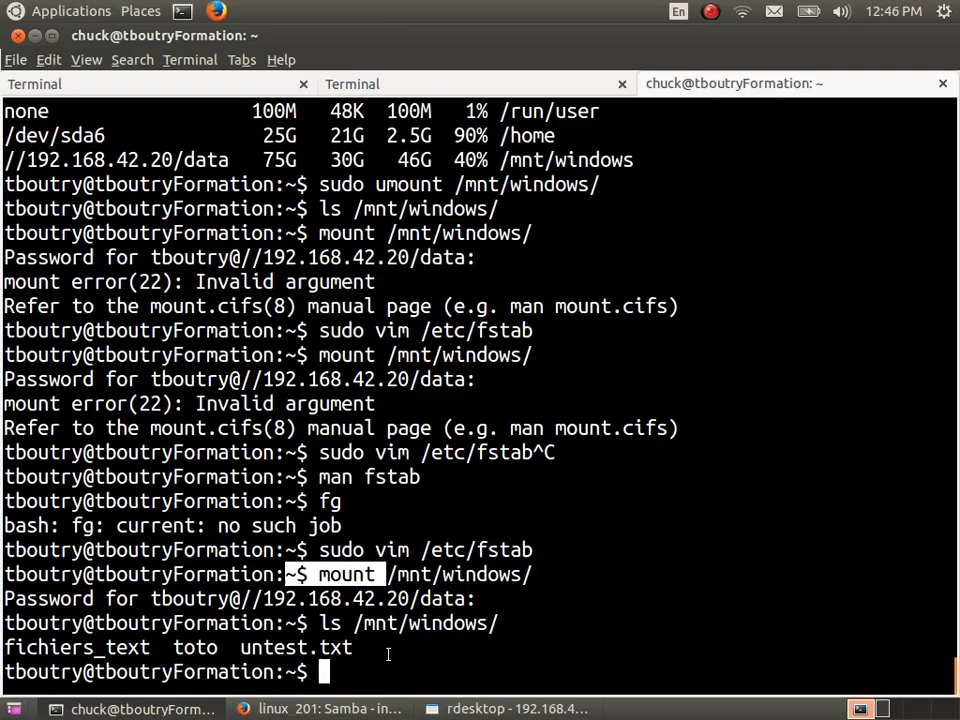 Applications Places En 12:46 PM
chuck@tboutryFormation: ~
File Edit View Search Terminal Tabs Help
Terminal × Terminal × chuck@tboutryFormation: ~ ×
none 100M 48K 100M 1% /run/user
/dev/sda6 25G 21G 2.5G 90% /home
//192.168.42.20/data 75G 30G 46G 40% /mnt/windows
tboutry@tboutryFormation:~$ sudo umount /mnt/windows/
tboutry@tboutryFormation:~$ ls /mnt/windows/
tboutry@tboutryFormation:~$ mount /mnt/windows/
Password for tboutry@//192.168.42.20/data:
mount error(22): Invalid argument
Refer to the mount.cifs(8) manual page (e.g. man mount.cifs)
tboutry@tboutryFormation:~$ sudo vim /etc/fstab
tboutry@tboutryFormation:~$ mount /mnt/windows/
Password for tboutry@//192.168.42.20/data:
mount error(22): Invalid argument
Refer to the mount.cifs(8) manual page (e.g. man mount.cifs)
tboutry@tboutryFormation:~$ sudo vim /etc/fstab^C
tboutry@tboutryFormation:~$ man fstab
tboutry@tboutryFormation:~$ fg
bash: fg: current: no such job
tboutry@tboutryFormation:~$ sudo vim /etc/fstab
tboutry@tboutryFormation:~$ mount /mnt/windows/
Password for tboutry@//192.168.42.20/data:
tboutry@tboutryFormation:~$ ls /mnt/windows/
fichiers_text toto untest.txt
tboutry@tboutryFormation:~$
chuck@tboutryForm... linux_201: Samba - in... rdesktop - 192.168.4...